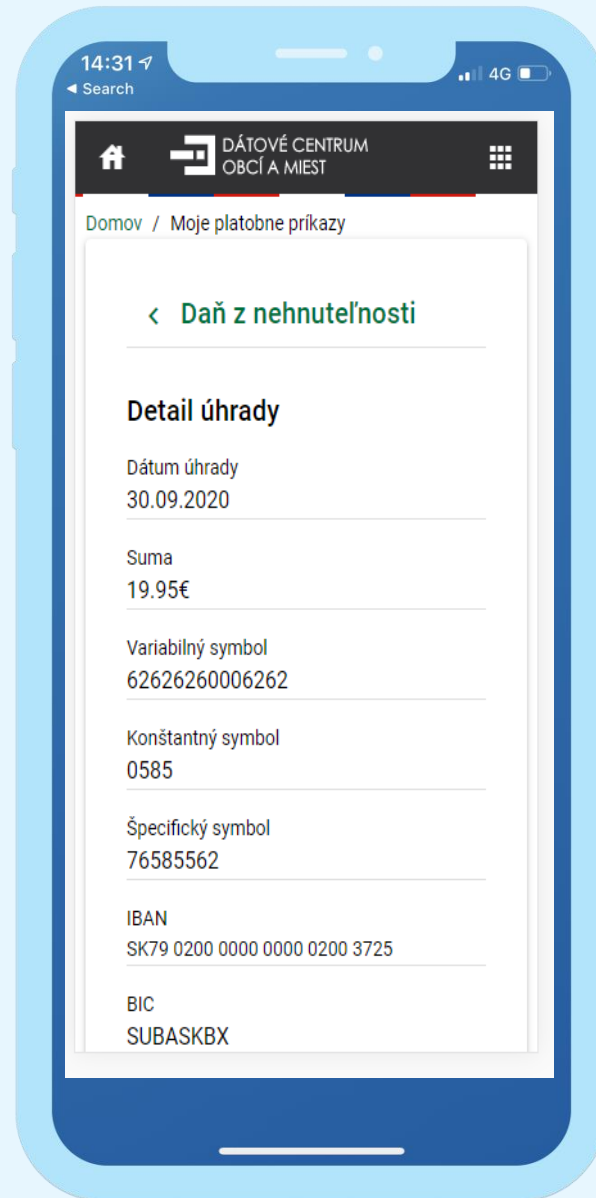 14:31
◀ Search
4G
DÁTOVÉ CENTRUM
OBCÍ A MIEST
Domov / Moje platobne príkazy
‹ Daň z nehnuteľnosti
Detail úhrady
Dátum úhrady
30.09.2020
Suma
19.95€
Variabilný symbol
62626260006262
Konštantný symbol
0585
Špecifický symbol
76585562
IBAN
SK79 0200 0000 0000 0200 3725
BIC
SUBASKBX